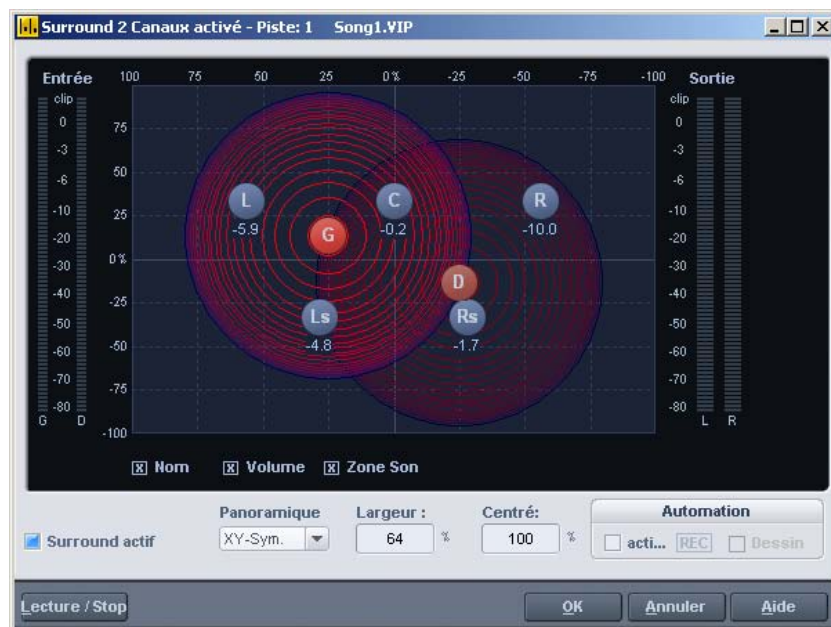 Surround 2 Canaux activé - Piste: 1 Song1.VIP
Entrée 100 75 50 25 0% -25 -50 -75 -100 Sortie
clip clip
0 0
75
-3 -3
50
-6 -6
L C R
25
-10 -10
-5.9 G -0.2 -10.0
-20 -20
0%
-30 -30
D
-25
-40 -40
Ls Rs
-50 -50
-50
-4.8 -1.7
-60 -60
-70 -70
-75
-80 -80
G D L R
-100
x Nom x Volume x Zone Son
Panoramique Largeur : Centré: Automation
Surround actif XY-Sym. 64 % 100 % acti... REC Dessin
Lecture / Stop OK Annuler Aide